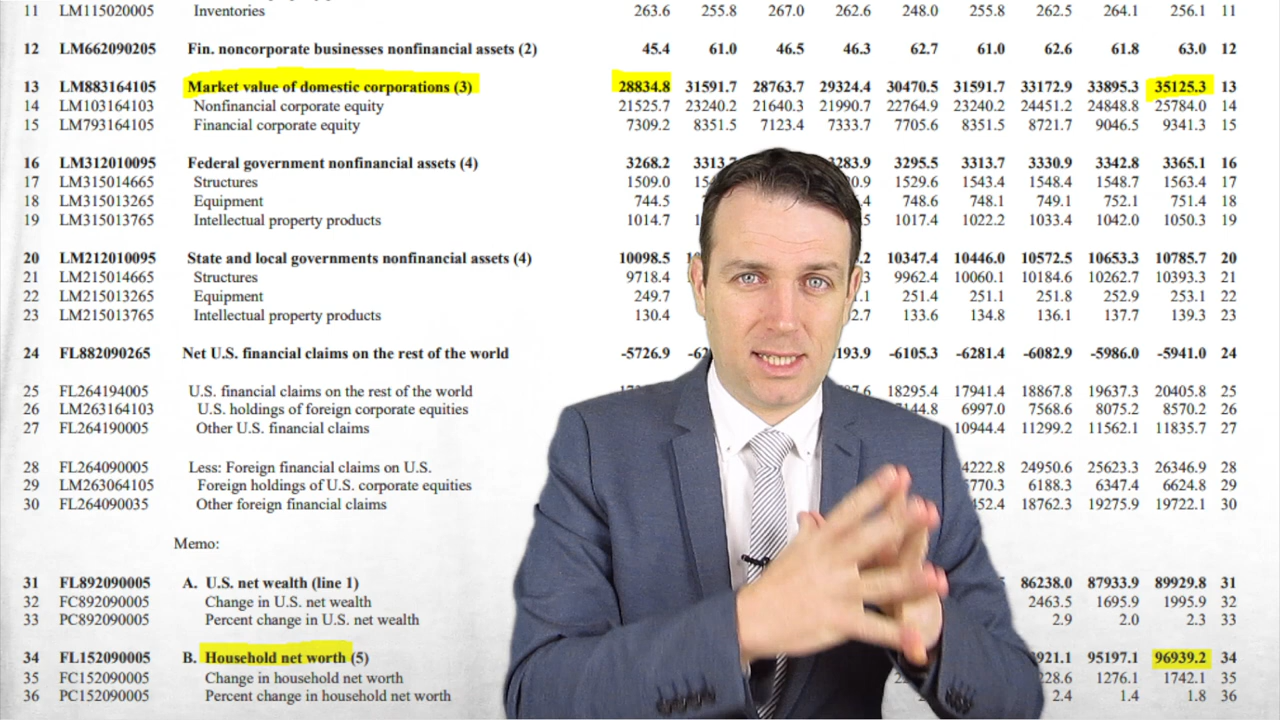 11 LM115020005 Inventories 263.6 255.8 267.0 262.6 248.0 255.8 262.5 264.1 256.1 11
12 LM662090205 Fin. noncorporate businesses nonfinancial assets (2) 45.4 61.0 46.5 46.3 62.7 61.0 62.6 61.8 63.0 12
13 LM883164105 Market value of domestic corporations (3) 28834.8 31591.7 28763.7 29324.4 30470.5 31591.7 33172.9 33895.3 35125.3 13
14 LM103164103 Nonfinancial corporate equity 21525.7 23240.2 21640.3 21990.7 22764.9 23240.2 24451.2 24848.8 25784.0 14
15 LM793164105 Financial corporate equity 7309.2 8351.5 7123.4 7333.7 7705.6 8351.5 8721.7 9046.5 9341.3 15
16 LM312010095 Federal government nonfinancial assets (4) 3268.2 3313.7 283.9 3295.5 3313.7 3330.9 3342.8 3365.1 16
17 LM315014665 Structures 1509.0 1529.6 1543.4 1548.4 1548.7 1563.4 17
18 LM315013265 Equipment 744.5 748.6 748.1 749.1 752.1 751.4 18
19 LM315013765 Intellectual property products 1014.7 1017.4 1022.2 1033.4 1042.0 1050.3 19
20 LM212010095 State and local governments nonfinancial assets (4) 10098.5 10347.4 10446.0 10572.5 10653.3 10785.7 20
21 LM215014665 Structures 9718.4 9962.4 10060.1 10184.6 10262.7 10393.3 21
22 LM215013265 Equipment 249.7 251.4 251.1 251.8 252.9 253.1 22
23 LM215013765 Intellectual property products 130.4 133.6 134.8 136.1 137.7 139.3 23
24 FL882090265 Net U.S. financial claims on the rest of the world -5726.9 193.9 -6105.3 -6281.4 -6082.9 -5986.0 -5941.0 24
25 FL264194005 U.S. financial claims on the rest of the world 18295.4 17941.4 18867.8 19637.3 20405.8 25
26 LM263164103 U.S. holdings of foreign corporate equities 144.8 6997.0 7568.6 8075.2 8570.2 26
27 FL264190005 Other U.S. financial claims 10944.4 11299.2 11562.1 11835.7 27
28 FL264090005 Less: Foreign financial claims on U.S. 4222.8 24950.6 25623.3 26346.9 28
29 LM263064105 Foreign holdings of U.S. corporate equities 770.3 6188.3 6347.4 6624.8 29
30 FL264090035 Other foreign financial claims 452.4 18762.3 19275.9 19722.1 30
Memo:
31 FL892090005 A. U.S. net wealth (line 1) 86238.0 87933.9 89929.8 31
32 FC892090005 Change in U.S. net wealth 2463.5 1695.9 1995.9 32
33 PC892090005 Percent change in U.S. net wealth 2.9 2.0 2.3 33
34 FL152090005 B. Household net worth (5) 921.1 95197.1 96939.2 34
35 FC152090005 Change in household net worth 228.6 1276.1 1742.1 35
36 PC152090005 Percent change in household net worth 2.4 1.4 1.8 36